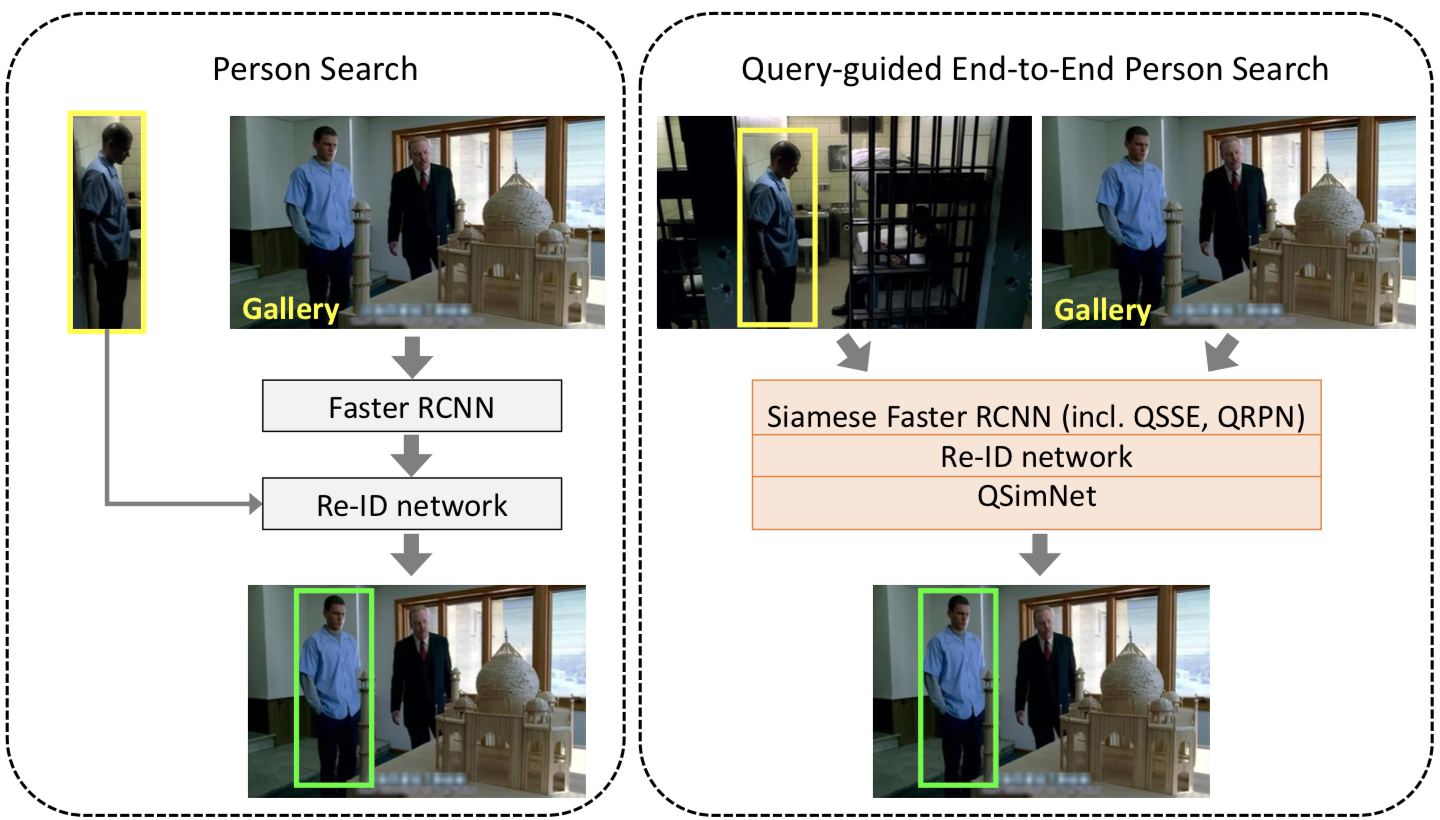 Person Search
Gallery
Faster RCNN
Re-ID network
Query-guided End-to-End Person Search
Gallery
Siamese Faster RCNN (incl. QSSE, QRPN)
Re-ID network
QSimNet